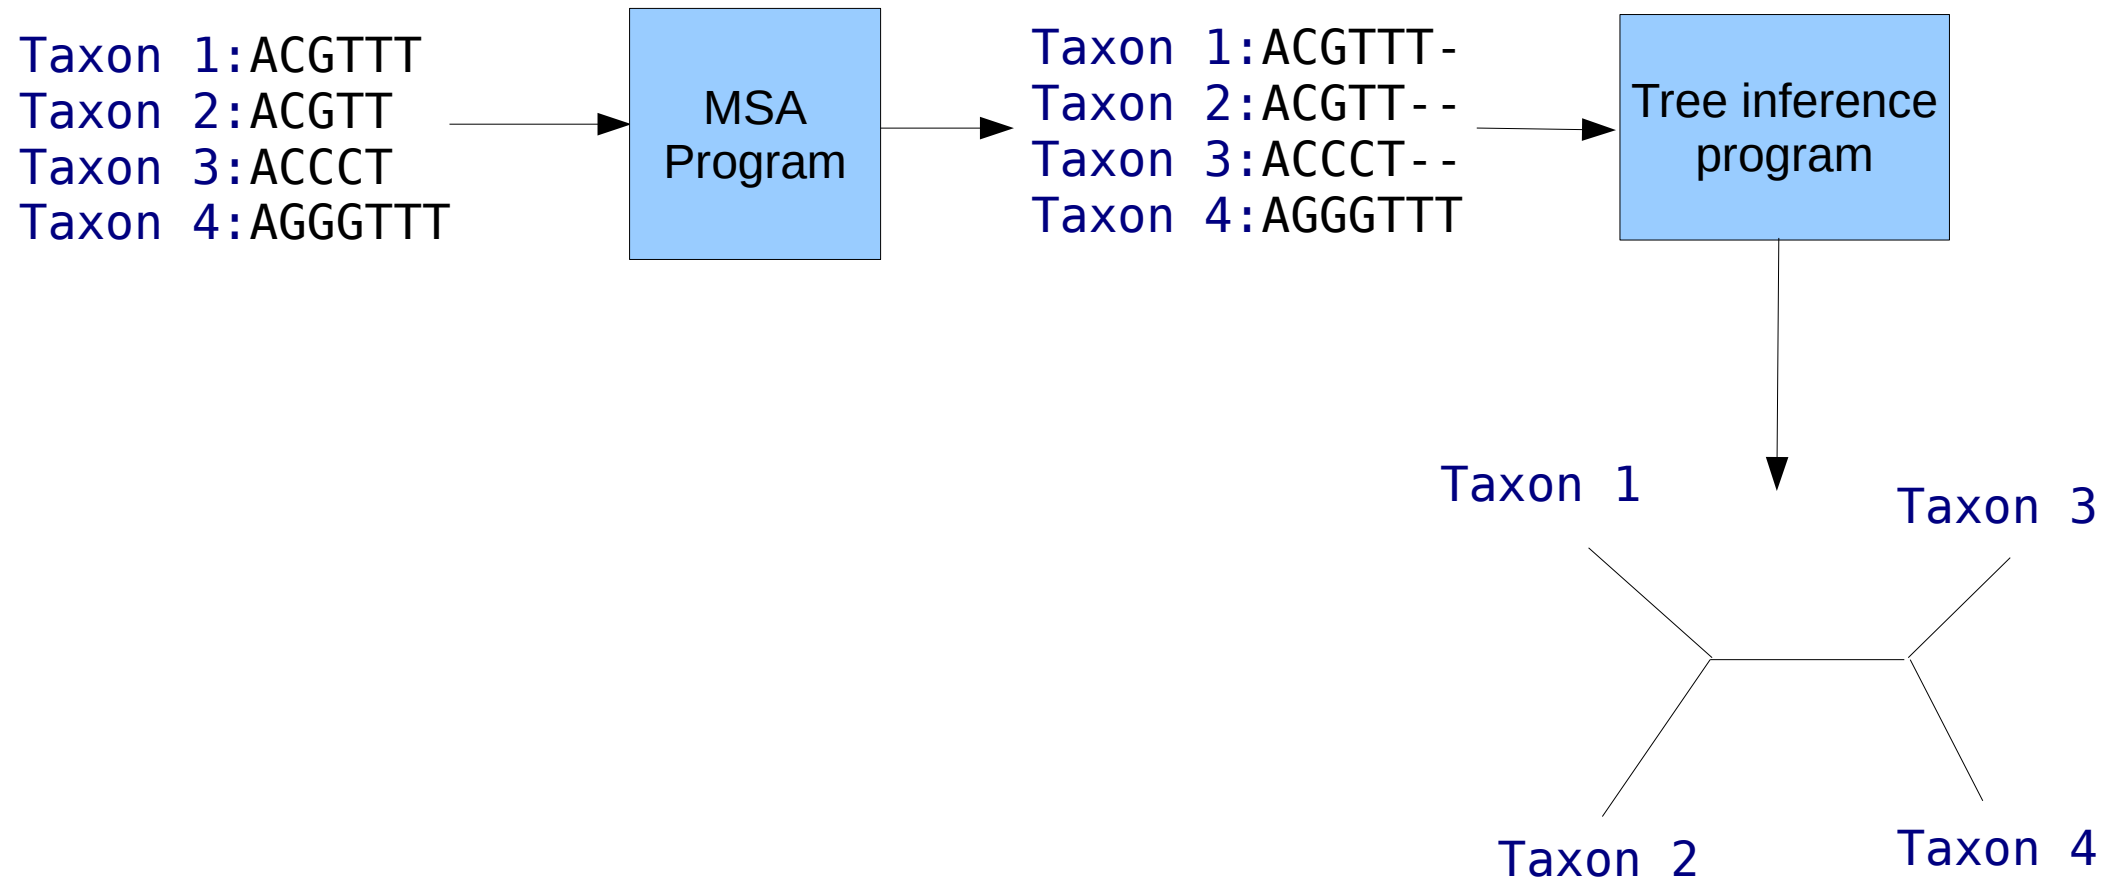 Taxon 1:ACGTTT
Taxon 2:ACGTT
Taxon 3:ACCCT
Taxon 4:AGGGTTT
MSA
Program
Taxon 1:ACGTTT-
Taxon 2:ACGTT--
Taxon 3:ACCCT--
Taxon 4:AGGGTTT
Tree inference
program
Taxon 1
Taxon 3
Taxon 2
Taxon 4